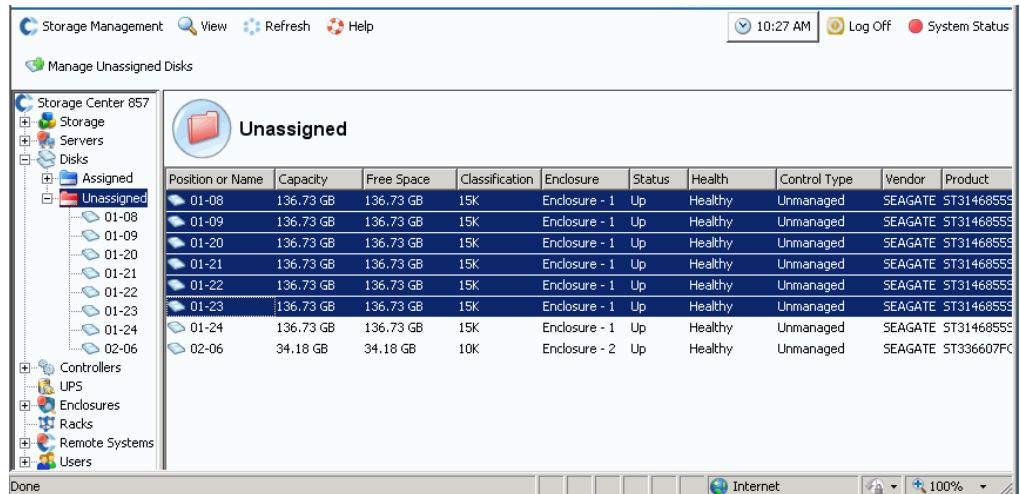 Storage Management View Refresh Help 10:27 AM Log Off System Status
Manage Unassigned Disks
Storage Center 857
Storage
Servers
Disks
Assigned
Unassigned
01-08
01-09
01-20
01-21
01-22
01-23
01-24
02-06
Controllers
UPS
Enclosures
Racks
Remote Systems
Users
Unassigned
Position or Name Capacity Free Space Classification Enclosure Status Health Control Type Vendor Product
01-08 136.73 GB 136.73 GB 15K Enclosure - 1 Up Healthy Unmanaged SEAGATE ST3146855S
01-09 136.73 GB 136.73 GB 15K Enclosure - 1 Up Healthy Unmanaged SEAGATE ST3146855S
01-20 136.73 GB 136.73 GB 15K Enclosure - 1 Up Healthy Unmanaged SEAGATE ST3146855S
01-21 136.73 GB 136.73 GB 15K Enclosure - 1 Up Healthy Unmanaged SEAGATE ST3146855S
01-22 136.73 GB 136.73 GB 15K Enclosure - 1 Up Healthy Unmanaged SEAGATE ST3146855S
01-23 136.73 GB 136.73 GB 15K Enclosure - 1 Up Healthy Unmanaged SEAGATE ST3146855S
01-24 136.73 GB 136.73 GB 15K Enclosure - 1 Up Healthy Unmanaged SEAGATE ST3146855S
02-06 34.18 GB 34.18 GB 10K Enclosure - 2 Up Healthy Unmanaged SEAGATE ST336607FC
Done Internet 100%